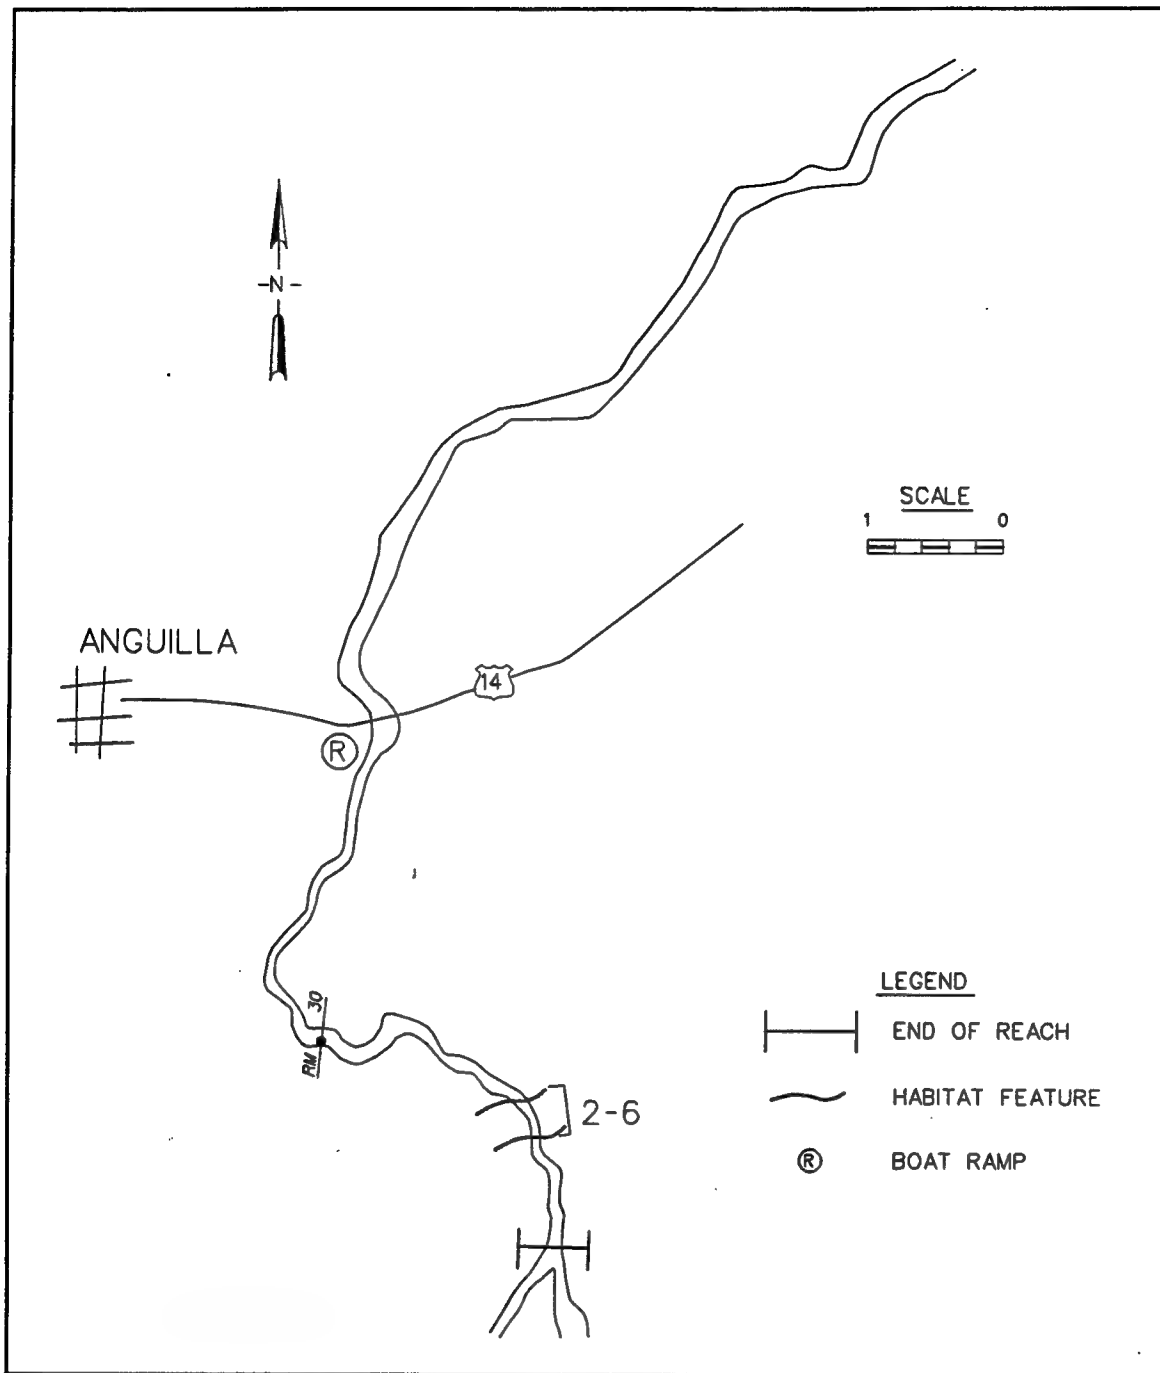 -N-
SCALE
1 0
ANGUILLA
14
R
RM 30
2-6
LEGEND
END OF REACH
HABITAT FEATURE
R BOAT RAMP